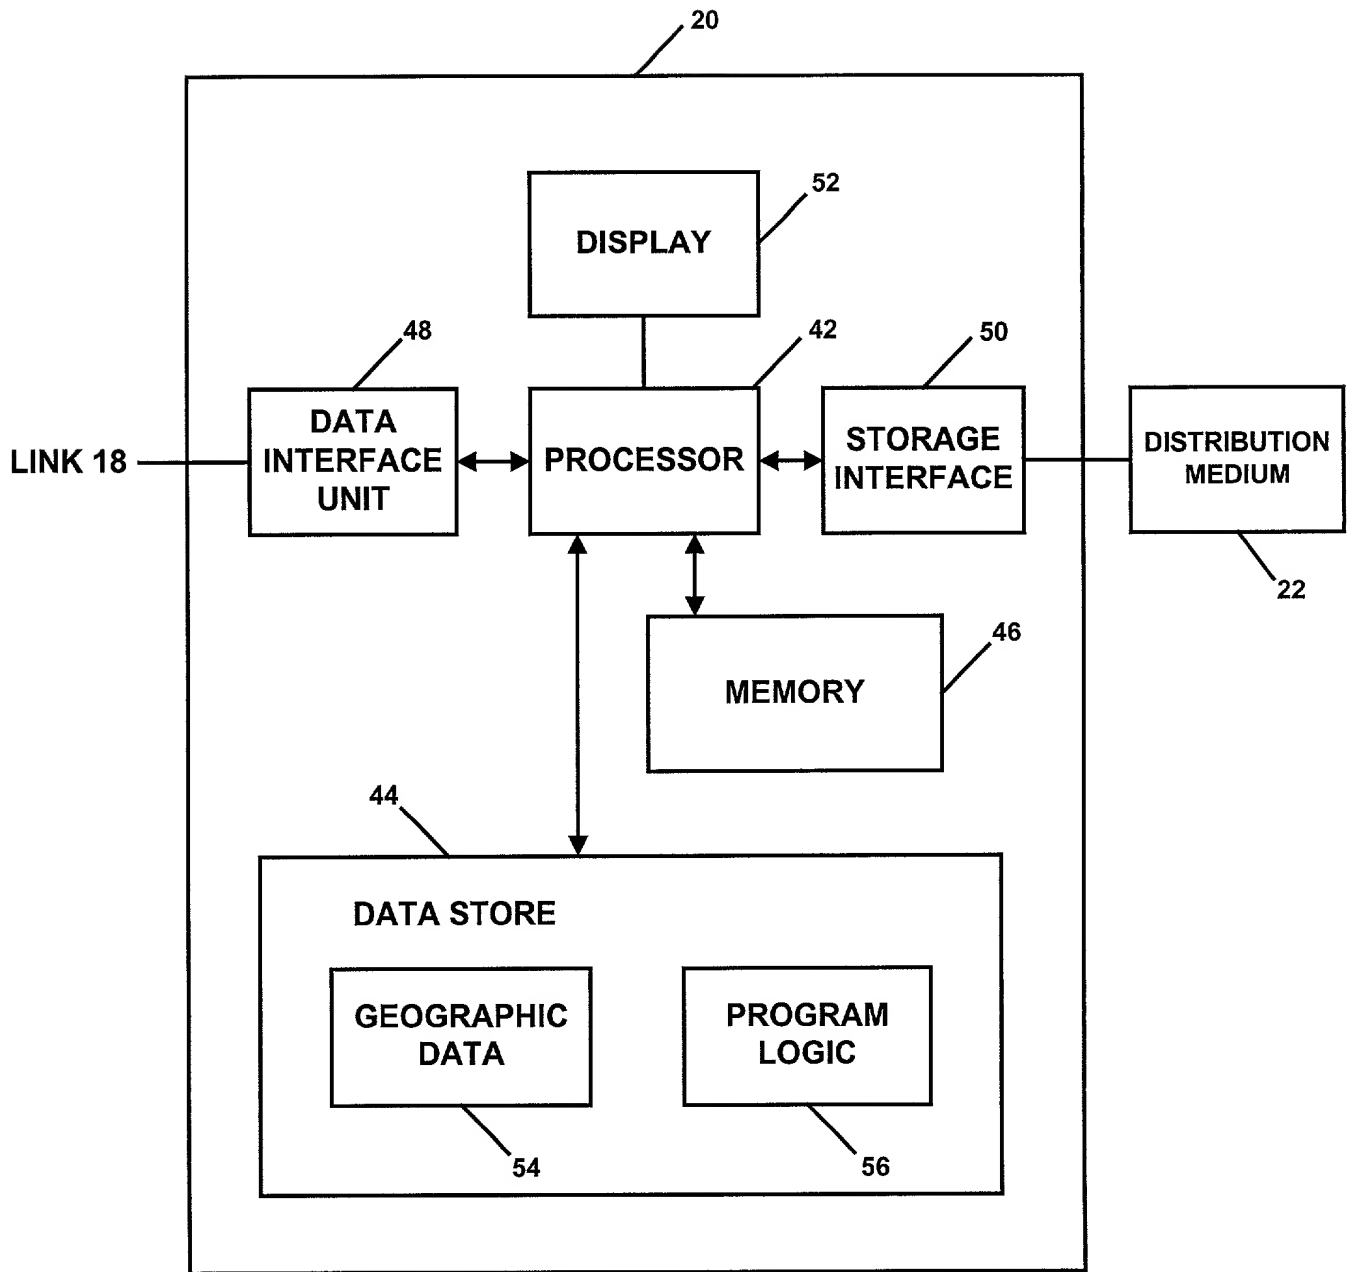 20
52
DISPLAY
48
42
50
DATA
INTERFACE
UNIT
LINK 18
PROCESSOR
STORAGE
INTERFACE
DISTRIBUTION
MEDIUM
22
46
MEMORY
44
DATA STORE
GEOGRAPHIC
DATA
PROGRAM
LOGIC
54
56